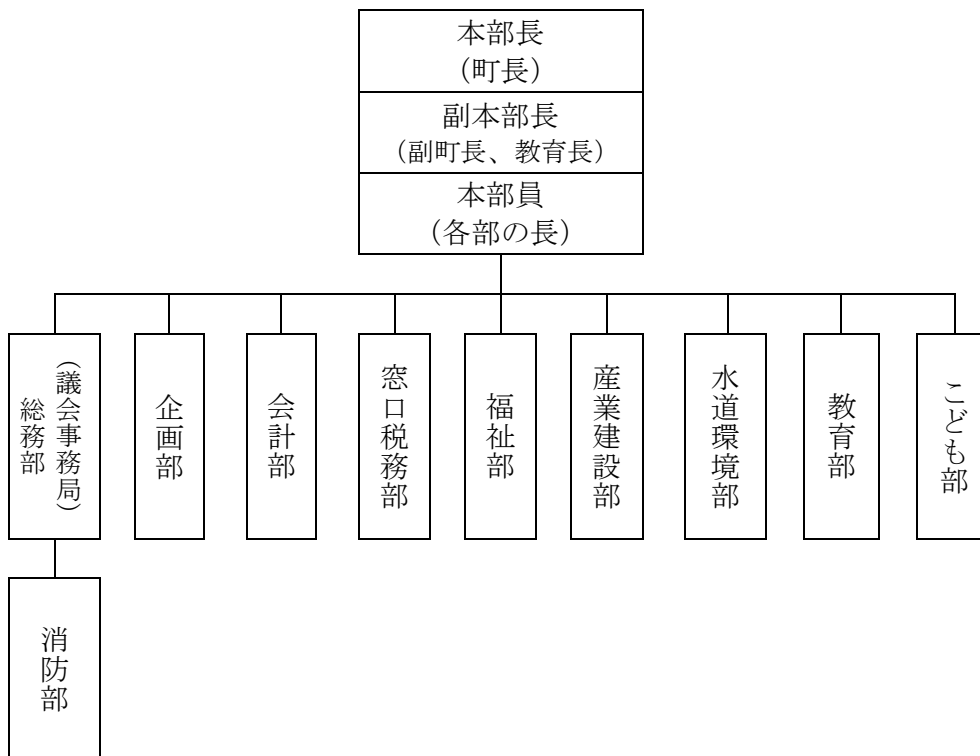 本部長
（町長）
副本部長
（副町長、教育長）
本部員
（各部の長）
（議会事務局）
総務部
企画部
会計部
窓口税務部
福祉部
産業建設部
水道環境部
教育部
こども部
消防部